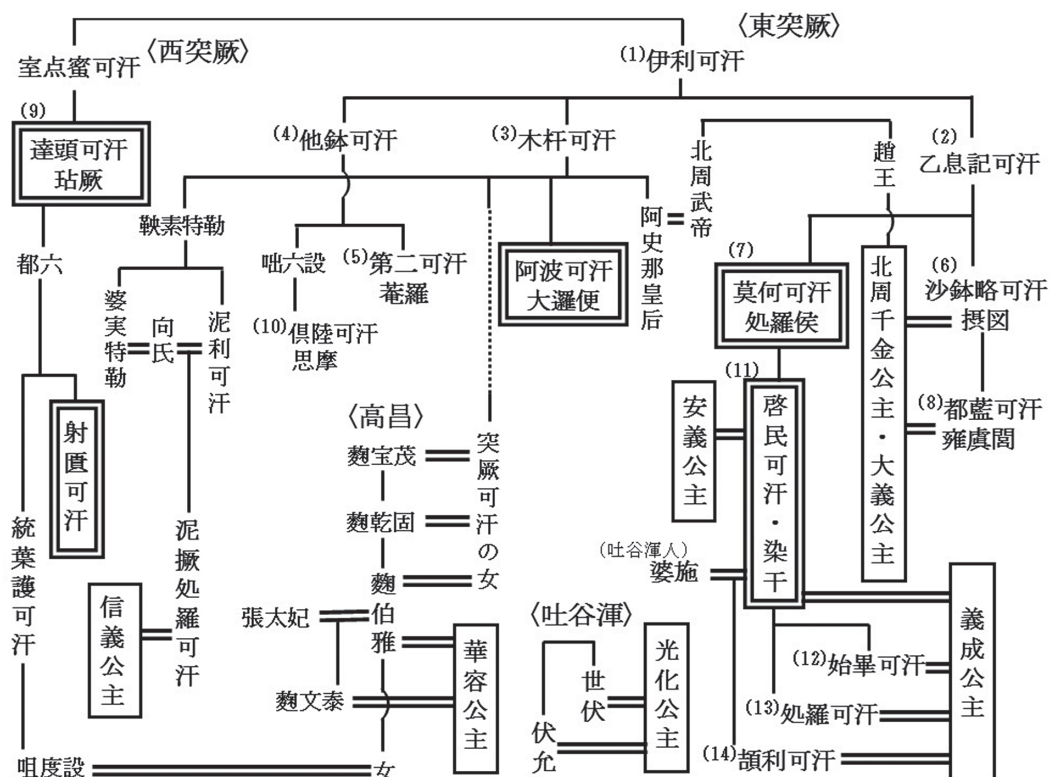 〈東突厥〉
〈西突厥〉
室点蜜可汗
(1)伊利可汗
(9)
達頭可汗
玷厥
(4)他鉢可汗
(3)木杆可汗
北周武帝
趙王
(2)
乙息記可汗
都六
鞅素特勒
咄六設
(5)第二可汗
菴羅
阿波可汗
大邏便
阿史那皇后
(7)
莫何可汗
処羅侯
北周千金公主・大義公主
(6)
沙鉢略可汗
摂図
婆実特勒
向氏
泥利可汗
(10)倶陸可汗
思摩
(11)
啓民可汗・染干
安義公主
(8)都藍可汗
雍虞閭
射匱可汗
〈高昌〉
麴宝茂
突厥可汗の女
麴乾固
統葉護可汗
泥撅処羅可汗
信義公主
麴伯雅
張太妃
華容公主
麴文泰
(吐谷渾人)
婆施
〈吐谷渾〉
世伏
光化公主
伏允
義成公主
(12)始畢可汗
(13)処羅可汗
(14)頡利可汗
咀度設
女